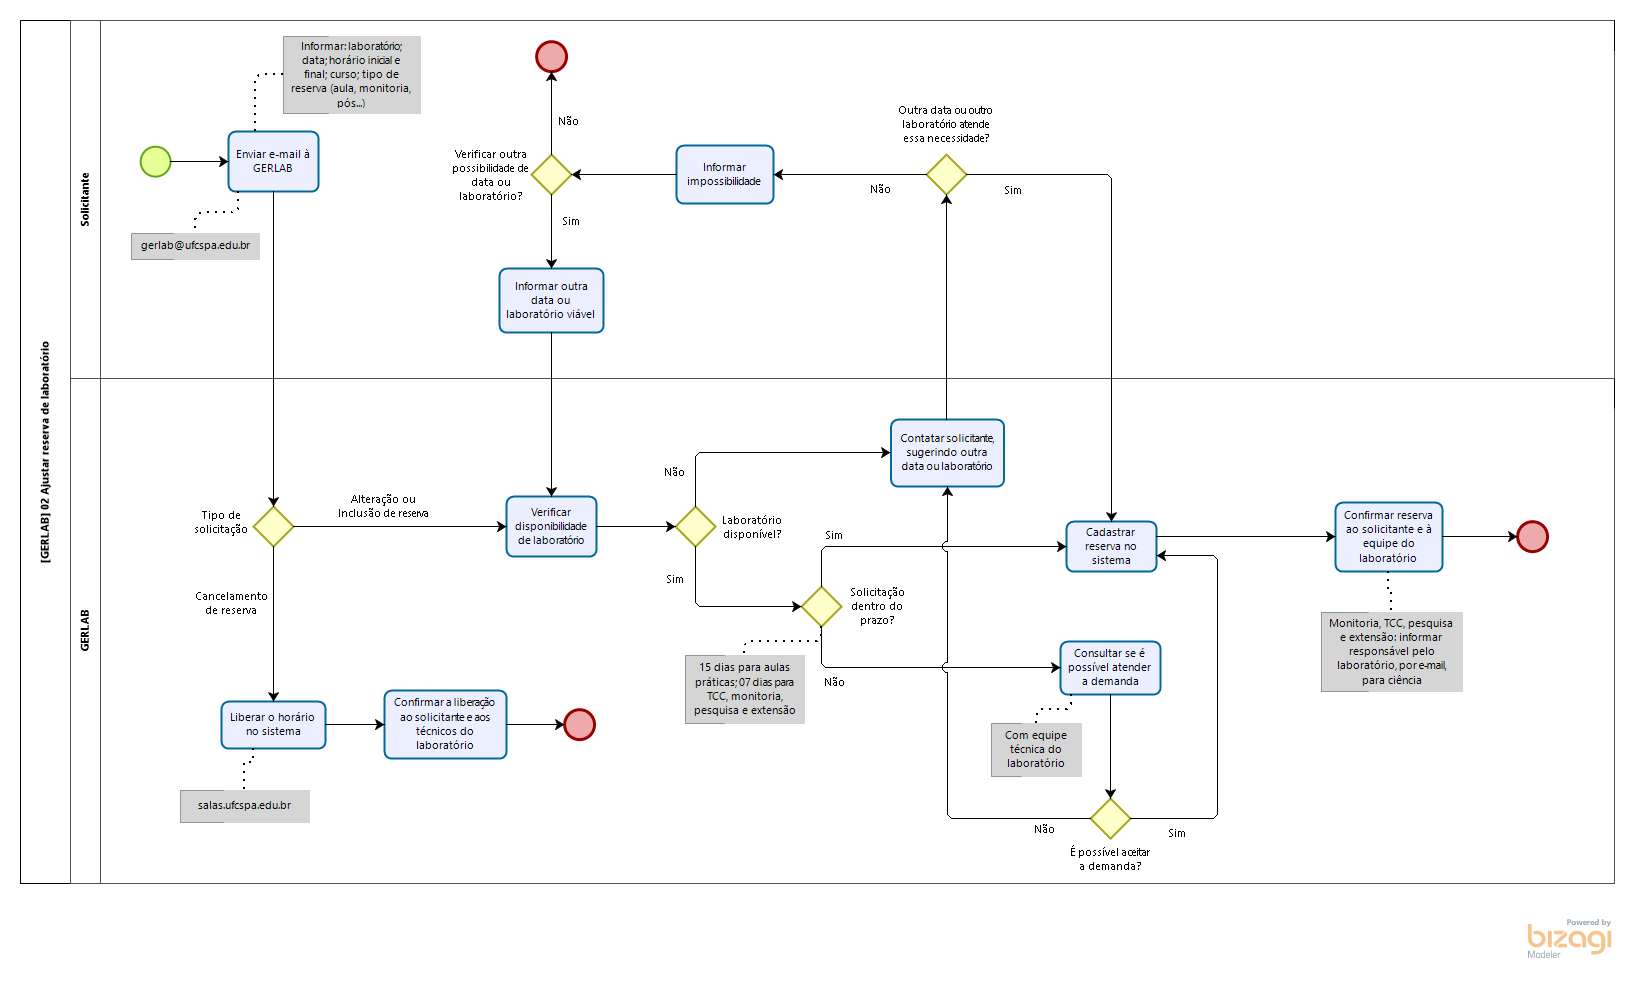 [GERLAB] 02 Ajustar reserva de laboratório
Solicitante
Informar: laboratório;
data; horário inicial e
final; curso; tipo de
reserva (aula, monitoria,
pós...)
Enviar e-mail à
GERLAB
gerlab@ufcspa.edu.br
Não
Verificar outra
possibilidade de
data ou
laboratório?
Sim
Informar outra
data ou
laboratório viável
Informar
impossibilidade
Outra data ou outro
laboratório atende
essa necessidade?
Não
Sim
GERLAB
Tipo de
solicitação
Alteração ou
Inclusão de reserva
Cancelamento
de reserva
Liberar o horário
no sistema
salas.ufcspa.edu.br
Confirmar a liberação
ao solicitante e aos
técnicos do
laboratório
Verificar
disponibilidade
de laboratório
Não
Laboratório
disponível?
Sim
Contatar solicitante,
sugerindo outra
data ou laboratório
Sim
Solicitação
dentro do
prazo?
Não
15 dias para aulas
práticas; 07 dias para
TCC, monitoria,
pesquisa e extensão
Cadastrar
reserva no
sistema
Consultar se é
possível atender
a demanda
Com equipe
técnica do
laboratório
Não
Sim
É possível aceitar
a demanda?
Confirmar reserva
ao solicitante e à
equipe do
laboratório
Monitoria, TCC, pesquisa
e extensão: informar
responsável pelo
laboratório, por e-mail,
para ciência
Powered by
bizagi
Modeler